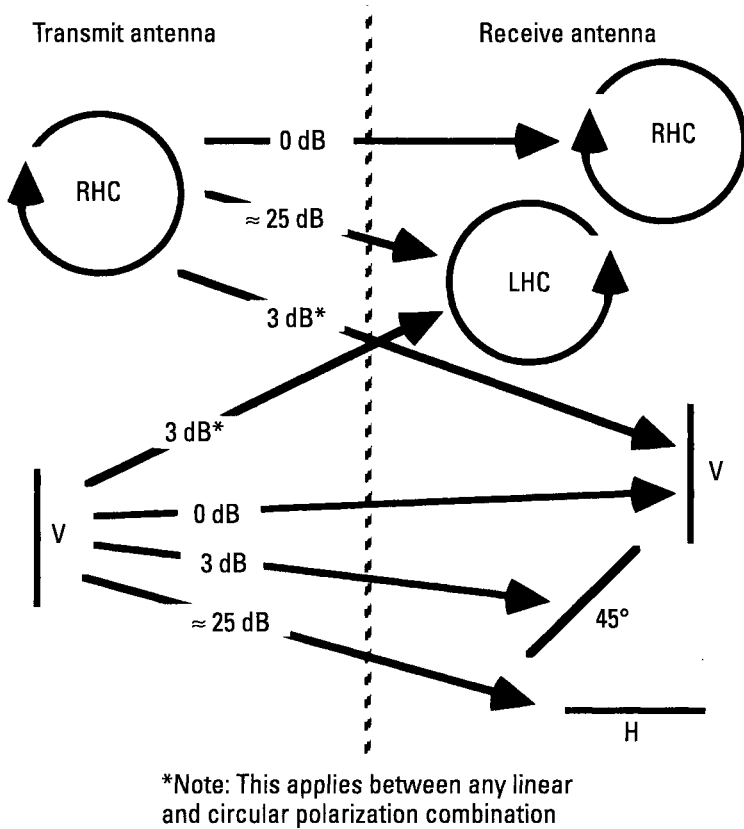 Transmit antenna
Receive antenna
RHC
0 dB
RHC
≈ 25 dB
LHC
3 dB*
3 dB*
V
0 dB
V
3 dB
45°
≈ 25 dB
H
*Note: This applies between any linear
and circular polarization combination